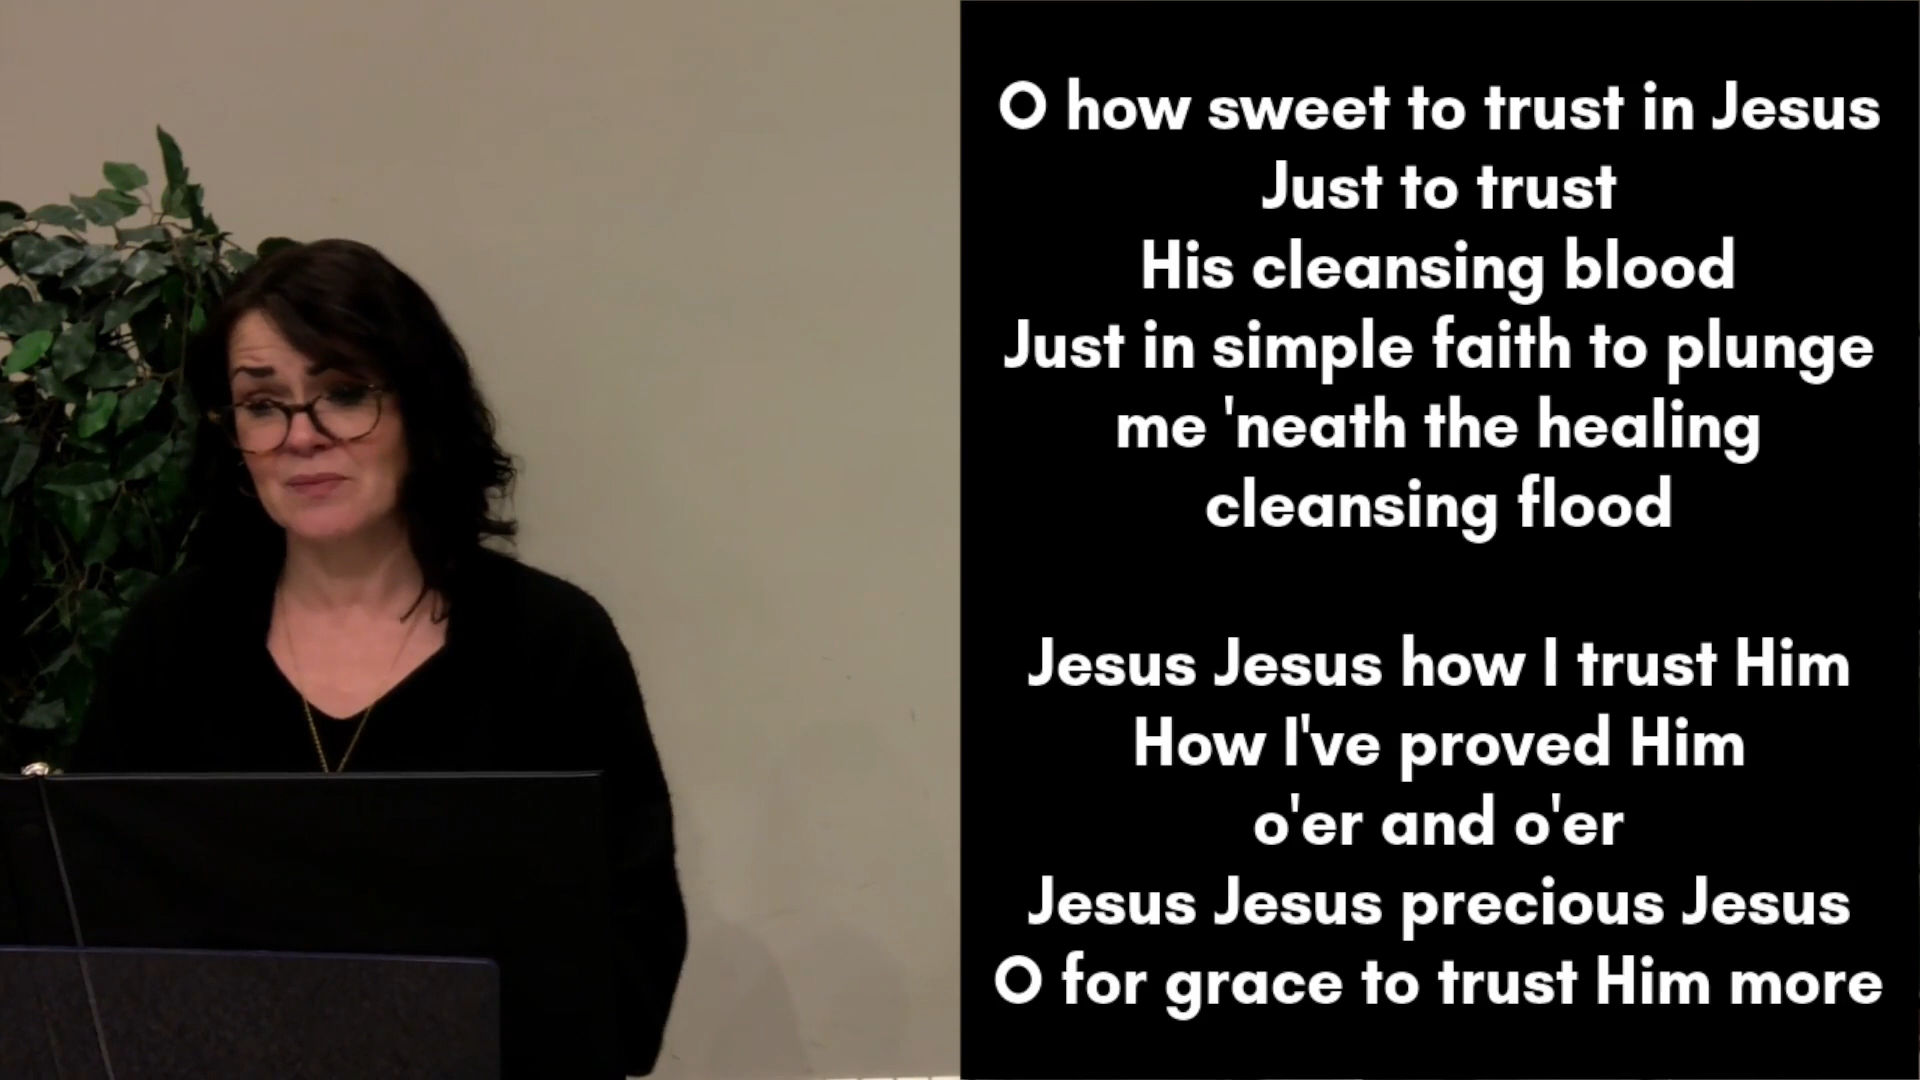 O how sweet to trust in Jesus
Just to trust
His cleansing blood
Just in simple faith to plunge
me 'neath the healing
cleansing flood
Jesus Jesus how I trust Him
How I've proved Him
o'er and o'er
Jesus Jesus precious Jesus
O for grace to trust Him more